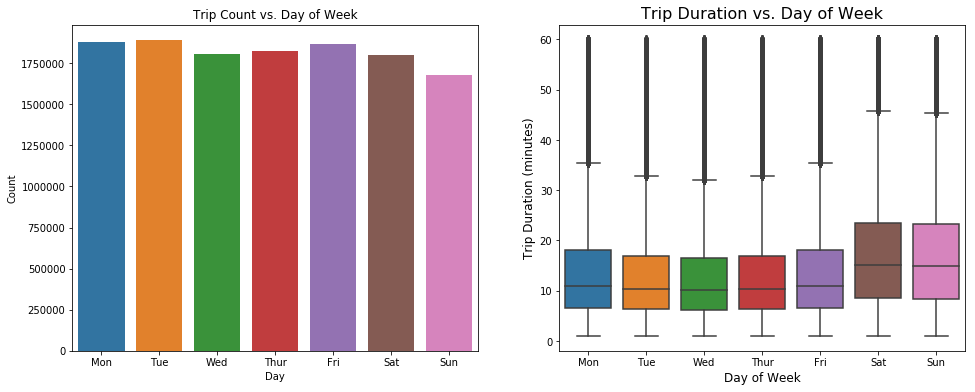 Trip Count vs. Day of Week
Count
1750000
1500000
1250000
1000000
750000
500000
250000
0
Mon Tue Wed Thur Fri Sat Sun
Day
Trip Duration vs. Day of Week
Trip Duration (minutes)
60
50
40
30
20
10
0
Mon Tue Wed Thur Fri Sat Sun
Day of Week